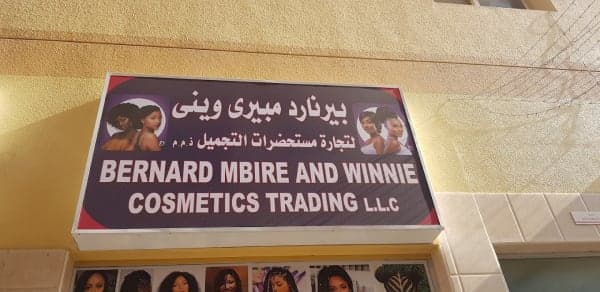 بيرنارد مبيرى وينى
لتجارة مستحضرات التجميل ذ.م.م
BERNARD MBIRE AND WINNIE
COSMETICS TRADING L.L.C